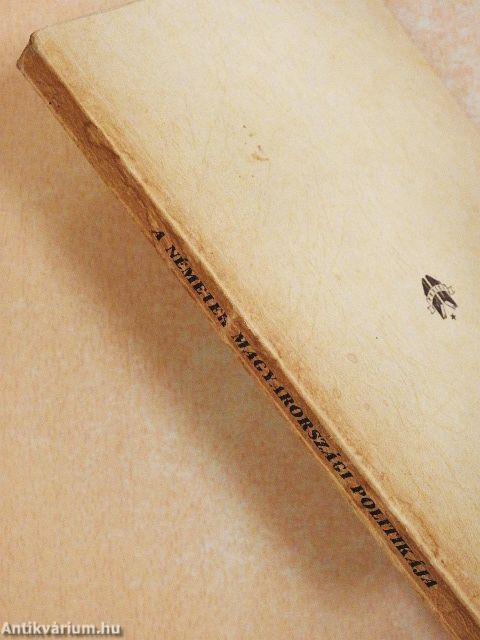 A NÉMETEK MAGYARORSZÁGI POLITIKÁJA
Antikvárium.hu